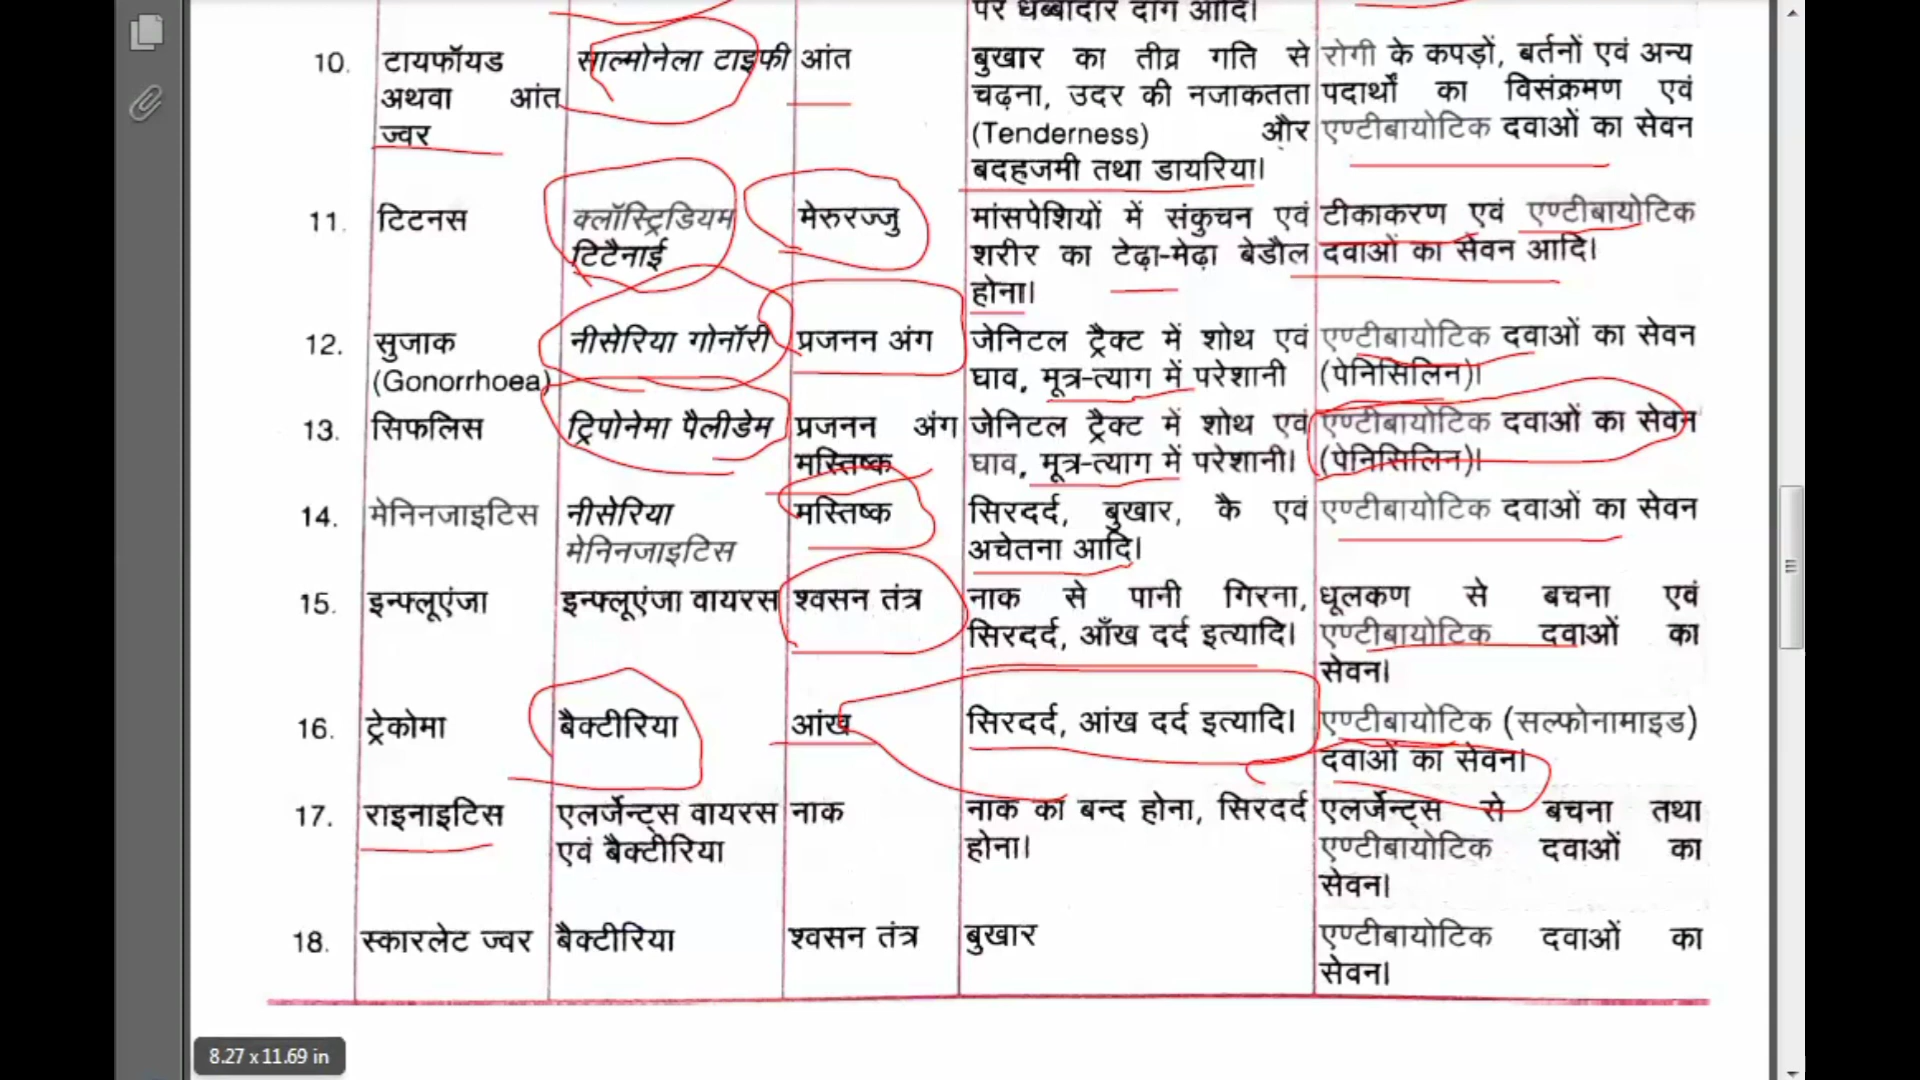 पर धब्बादार दाग आदि।
10. टायफॉयड साल्मोनेला टाइफी आंत बुखार का तीव्र गति से रोगी के कपड़ों, बर्तनों एवं अन्य
अथवा आंत चढ़ना, उदर की नजाकतता पदार्थों का विसंक्रमण एवं
ज्वर (Tenderness) और एण्टीबायोटिक दवाओं का सेवन
बदहजमी तथा डायरिया।
11. टिटनस क्लॉस्ट्रिडियम मेरुरज्जु मांसपेशियों में संकुचन एवं टीकाकरण एवं एण्टीबायोटिक
टिटैनाई शरीर का टेढ़ा-मेढ़ा बेडौल दवाओं का सेवन आदि।
होना।
12. सुजाक नीसेरिया गोनॉरी प्रजनन अंग जेनिटल ट्रैक्ट में शोथ एवं एण्टीबायोटिक दवाओं का सेवन
(Gonorrhoea) घाव, मूत्र-त्याग में परेशानी (पेनिसिलिन)।
13. सिफलिस ट्रिपोनेमा पैलीडेम प्रजनन अंग जेनिटल ट्रैक्ट में शोथ एवं एण्टीबायोटिक दवाओं का सेवन
मस्तिष्क घाव, मूत्र-त्याग में परेशानी। (पेनिसिलिन)।
14. मेनिनजाइटिस नीसेरिया मस्तिष्क सिरदर्द, बुखार, कै एवं एण्टीबायोटिक दवाओं का सेवन
मेनिनजाइटिस अचेतना आदि।
15. इन्फ्लूएंजा इन्फ्लूएंजा वायरस श्वसन तंत्र नाक से पानी गिरना, धूलकण से बचना एवं
सिरदर्द, आँख दर्द इत्यादि। एण्टीबायोटिक दवाओं का
सेवन।
16. ट्रेकोमा बैक्टीरिया आंख सिरदर्द, आंख दर्द इत्यादि। एण्टीबायोटिक (सल्फोनामाइड)
दवाओं का सेवन।
17. राइनाइटिस एलर्जेन्ट्स वायरस नाक नाक का बन्द होना, सिरदर्द एलर्जेन्ट्स से बचना तथा
एवं बैक्टीरिया होना। एण्टीबायोटिक दवाओं का
सेवन।
18. स्कारलेट ज्वर बैक्टीरिया श्वसन तंत्र बुखार एण्टीबायोटिक दवाओं का
सेवन।
8.27 x 11.69 in